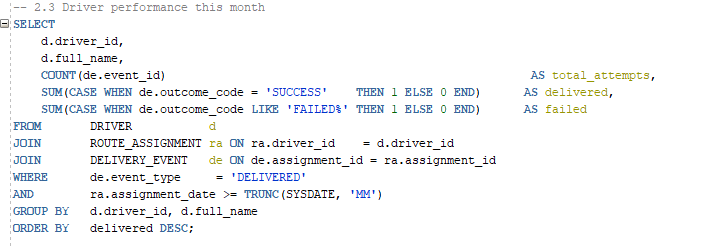 -- 2.3 Driver performance this month
SELECT
    d.driver_id,
    d.full_name,
    COUNT(de.event_id)                                                      AS total_attempts,
    SUM(CASE WHEN de.outcome_code = 'SUCCESS'    THEN 1 ELSE 0 END)      AS delivered,
    SUM(CASE WHEN de.outcome_code LIKE 'FAILED%' THEN 1 ELSE 0 END)      AS failed
FROM       DRIVER           d
JOIN       ROUTE_ASSIGNMENT ra ON ra.driver_id    = d.driver_id
JOIN       DELIVERY_EVENT   de ON de.assignment_id = ra.assignment_id
WHERE      de.event_type    = 'DELIVERED'
AND        ra.assignment_date >= TRUNC(SYSDATE, 'MM')
GROUP BY   d.driver_id, d.full_name
ORDER BY   delivered DESC;